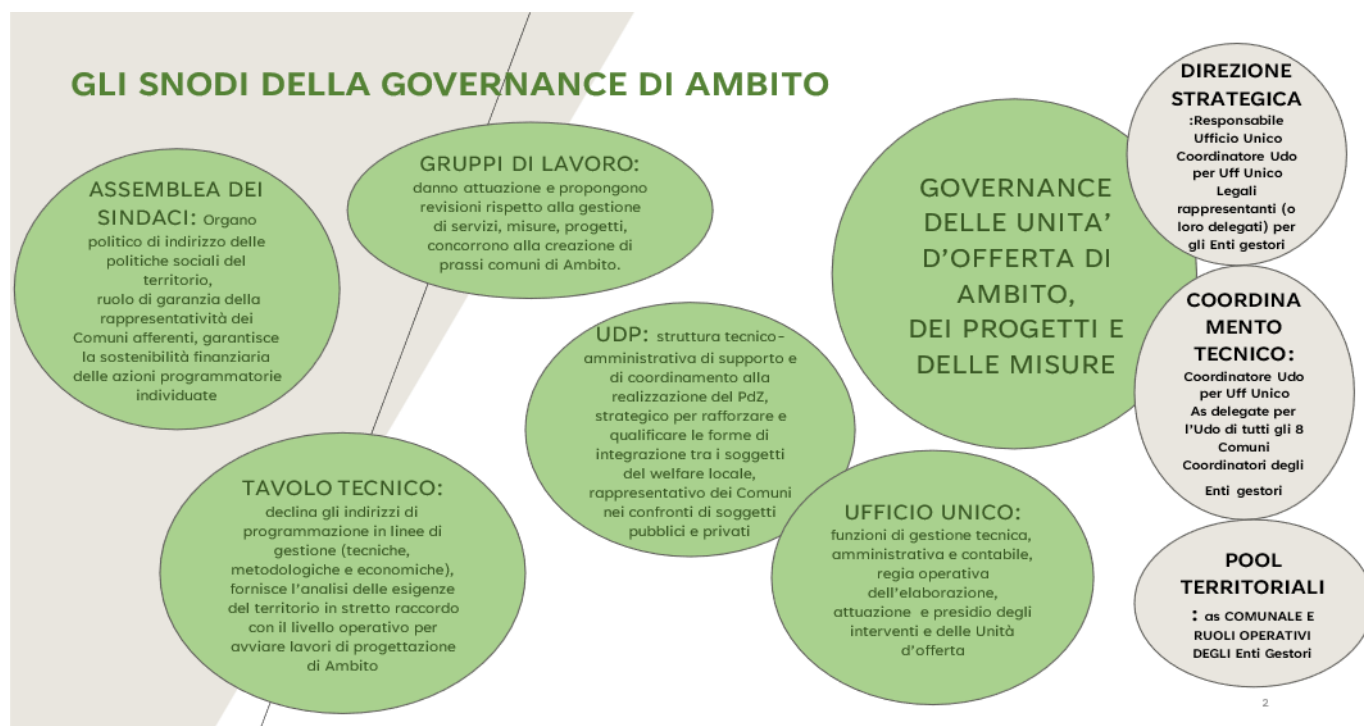 GLI SNODI DELLA GOVERNANCE DI AMBITO
ASSEMBLEA DEI
SINDACI: Organo
politico di indirizzo delle
politiche sociali del
territorio,
ruolo di garanzia della
rappresentatività dei
Comuni afferenti, garantisce
la sostenibilità finanziaria
delle azioni programmatorie
individuate
GRUPPI DI LAVORO:
danno attuazione e propongono
revisioni rispetto alla gestione
di servizi, misure, progetti,
concorrono alla creazione di
prassi comuni di Ambito.
TAVOLO TECNICO:
declina gli indirizzi di
programmazione in linee di
gestione (tecniche,
metodologiche e economiche),
fornisce l'analisi delle esigenze
del territorio in stretto raccordo
con il livello operativo per
avviare lavori di progettazione
di Ambito
UDP: struttura tecnico-
amministrativa di supporto e
di coordinamento alla
realizzazione del PdZ,
strategico per rafforzare e
qualificare le forme di
integrazione tra i soggetti
del welfare locale,
rappresentativo dei Comuni
nei confronti di soggetti
pubblici e privati
UFFICIO UNICO:
funzioni di gestione tecnica,
amministrativa e contabile,
regia operativa
dell'elaborazione,
attuazione  e presidio degli
interventi e delle Unità
d'offerta
GOVERNANCE
DELLE UNITA'
D'OFFERTA DI
AMBITO,
DEI PROGETTI E
DELLE MISURE
DIREZIONE
STRATEGICA
:Responsabile
Ufficio Unico
Coordinatore Udo
per Uff Unico
Legali
rappresentanti (o
loro delegati) per
gli Enti gestori
COORDINA
MENTO
TECNICO:
Coordinatore Udo
per Uff Unico
As delegate per
l'Udo di tutti gli 8
Comuni
Coordinatori degli
Enti gestori
POOL
TERRITORIALI
: as COMUNALE E
RUOLI OPERATIVI
DEGLI Enti Gestori
2